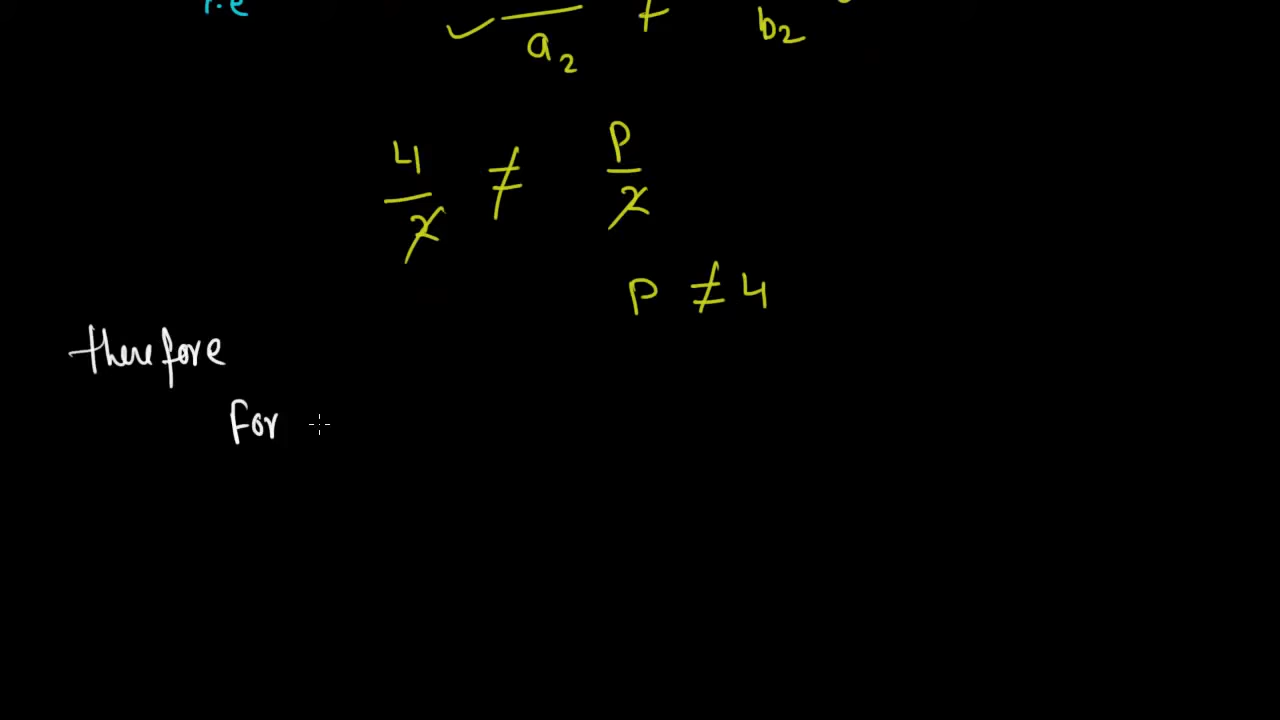 i.e
a₂ ≠ b₂
4/2 ≠ P/2
P ≠ 4
therefore
For